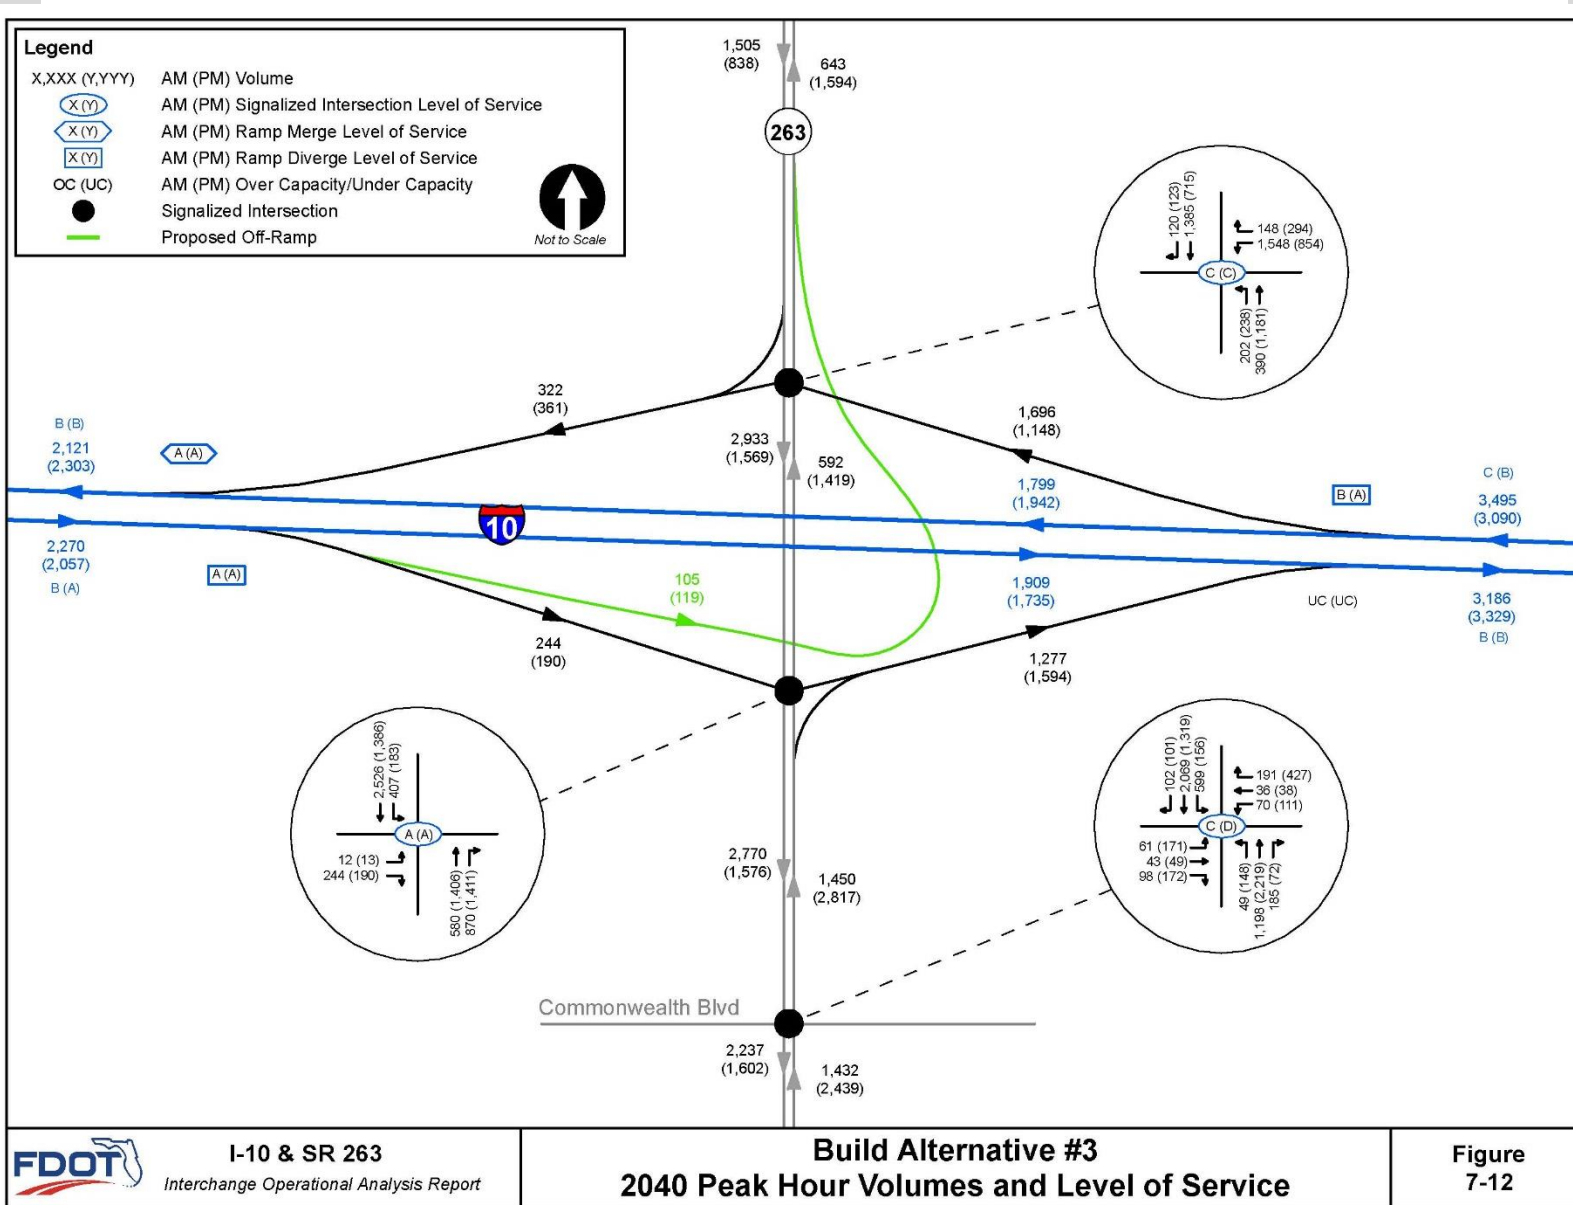 Legend
X,XXX (Y,YYY) AM (PM) Volume
X (Y) AM (PM) Signalized Intersection Level of Service
X (Y) AM (PM) Ramp Merge Level of Service
X (Y) AM (PM) Ramp Diverge Level of Service
OC (UC) AM (PM) Over Capacity/Under Capacity
Signalized Intersection
Proposed Off-Ramp
Not to Scale
1,505
(838)
643
(1,594)
263
120 (123)
1,385 (715)
148 (294)
1,548 (854)
C (C)
202 (238)
390 (1,181)
322
(361)
B (B)
2,121
(2,303)
A (A)
2,933
(1,569)
592
(1,419)
1,696
(1,148)
1,799
(1,942)
B (A)
C (B)
3,495
(3,090)
10
2,270
(2,057)
B (A)
A (A)
105
(119)
244
(190)
1,909
(1,735)
1,277
(1,594)
UC (UC)
3,186
(3,329)
B (B)
2,526 (1,386)
407 (183)
A (A)
12 (13)
244 (190)
580 (1,406)
870 (1,411)
102 (101)
2,069 (1,319)
599 (156)
191 (427)
36 (38)
70 (111)
C (D)
61 (171)
43 (49)
98 (172)
49 (148)
1,198 (2,219)
185 (72)
2,770
(1,576)
1,450
(2,817)
Commonwealth Blvd
2,237
(1,602)
1,432
(2,439)
FDOT
I-10 & SR 263
Interchange Operational Analysis Report
Build Alternative #3
2040 Peak Hour Volumes and Level of Service
Figure
7-12